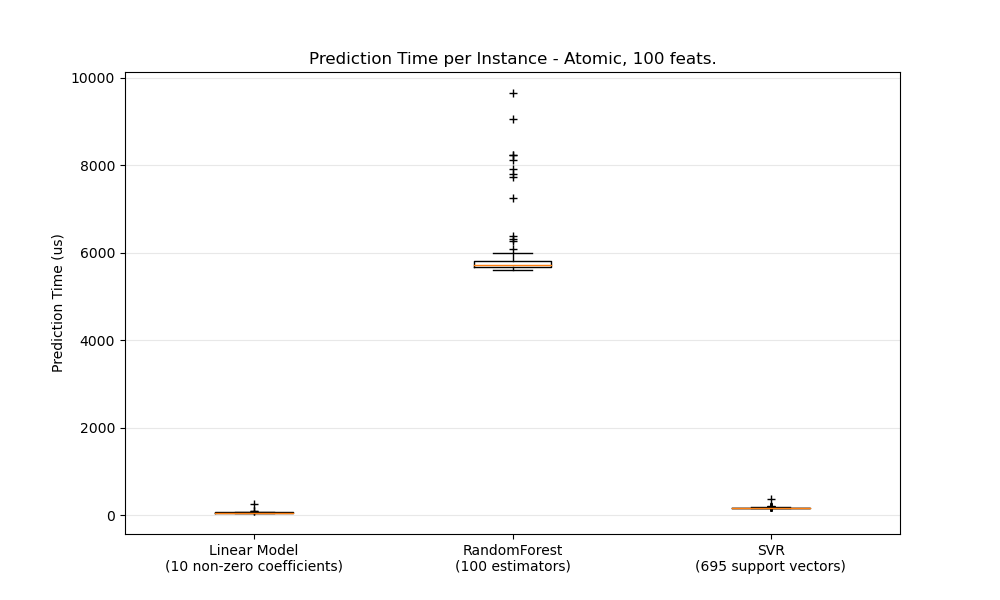 Prediction Time per Instance - Atomic, 100 feats.
Prediction Time (us)
10000
8000
6000
4000
2000
0
Linear Model
(10 non-zero coefficients)
RandomForest
(100 estimators)
SVR
(695 support vectors)